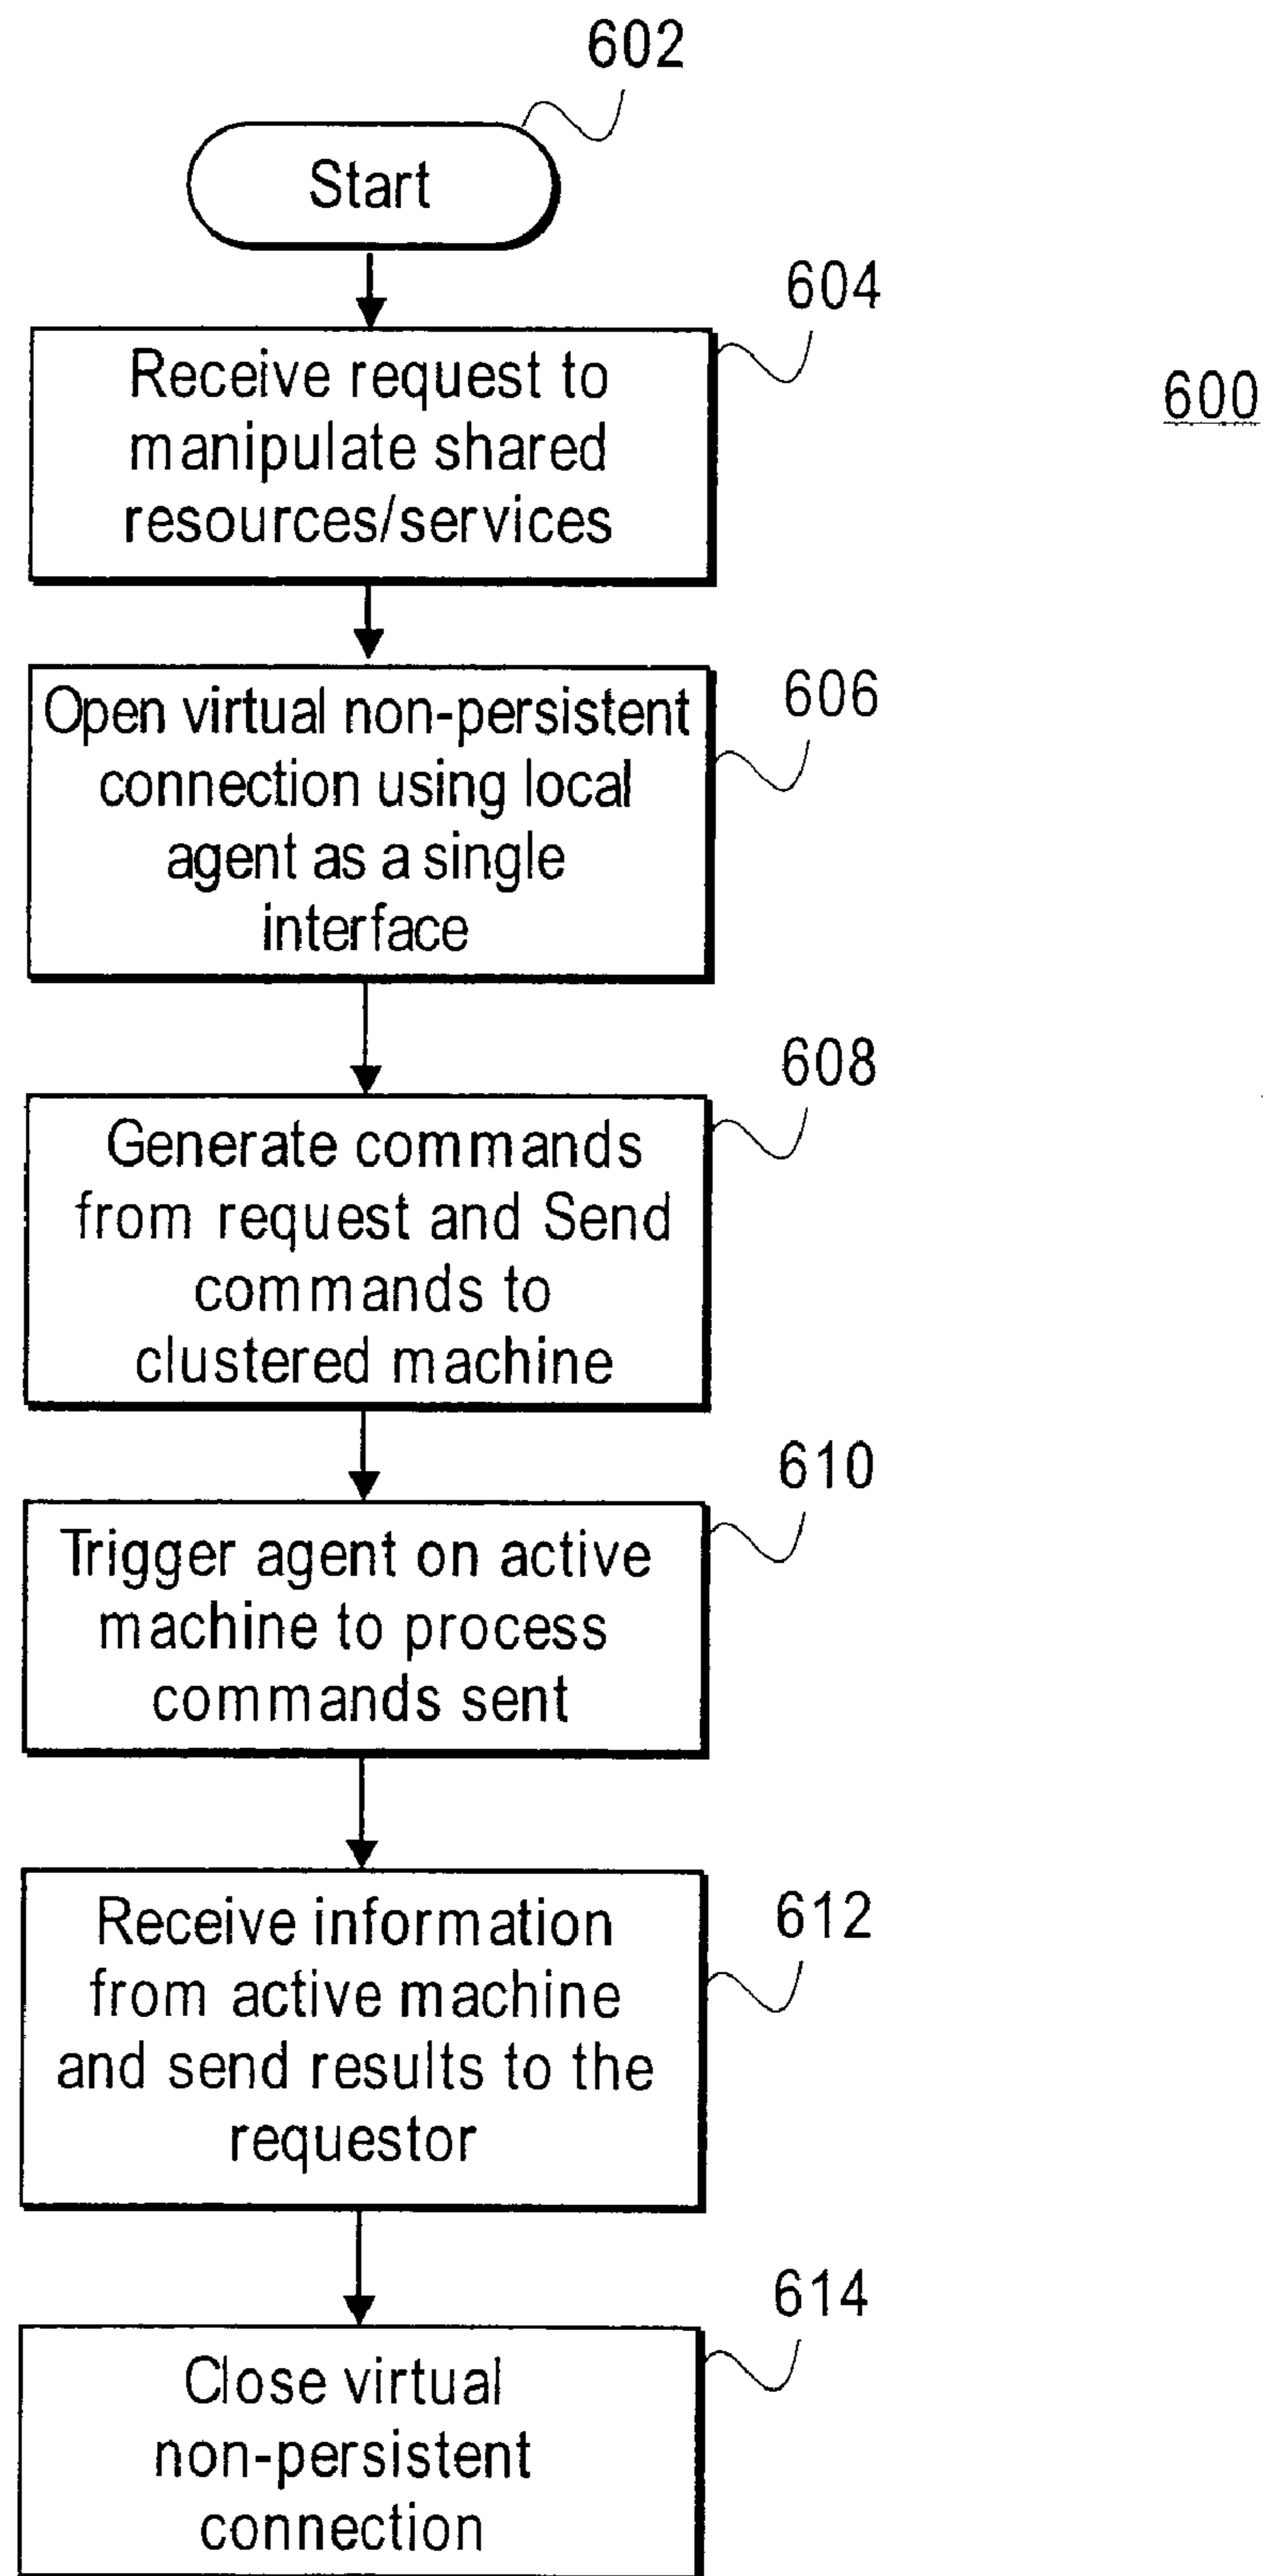 602
Start
604
Receive request to
manipulate shared
resources/services
600
606
Open virtual non-persistent
connection using local
agent as a single
interface
608
Generate commands
from request and Send
commands to
clustered machine
610
Trigger agent on active
machine to process
commands sent
612
Receive information
from active machine
and send results to the
requestor
614
Close virtual
non-persistent
connection